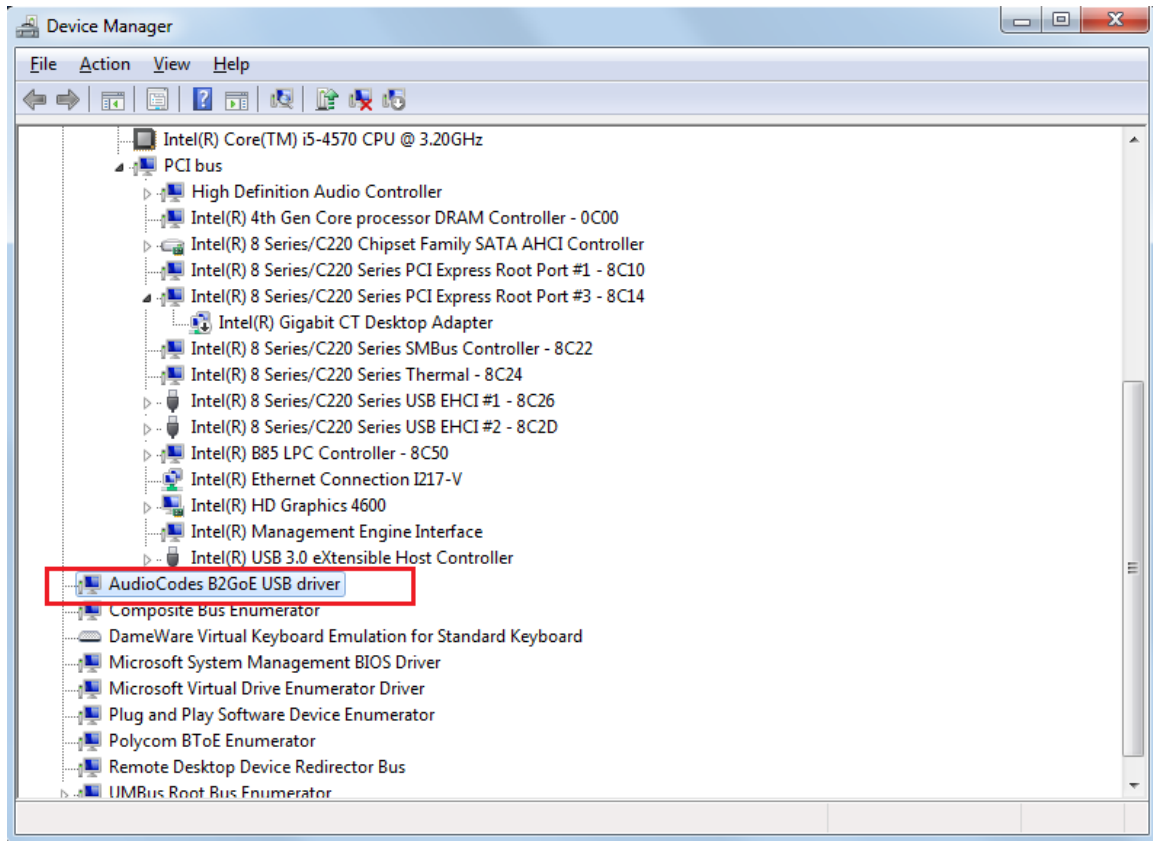 Device Manager
File Action View Help
Intel(R) Core(TM) i5-4570 CPU @ 3.20GHz
PCI bus
High Definition Audio Controller
Intel(R) 4th Gen Core processor DRAM Controller - 0C00
Intel(R) 8 Series/C220 Chipset Family SATA AHCI Controller
Intel(R) 8 Series/C220 Series PCI Express Root Port #1 - 8C10
Intel(R) 8 Series/C220 Series PCI Express Root Port #3 - 8C14
Intel(R) Gigabit CT Desktop Adapter
Intel(R) 8 Series/C220 Series SMBus Controller - 8C22
Intel(R) 8 Series/C220 Series Thermal - 8C24
Intel(R) 8 Series/C220 Series USB EHCI #1 - 8C26
Intel(R) 8 Series/C220 Series USB EHCI #2 - 8C2D
Intel(R) B85 LPC Controller - 8C50
Intel(R) Ethernet Connection I217-V
Intel(R) HD Graphics 4600
Intel(R) Management Engine Interface
Intel(R) USB 3.0 eXtensible Host Controller
AudioCodes B2GoE USB driver
Composite Bus Enumerator
DameWare Virtual Keyboard Emulation for Standard Keyboard
Microsoft System Management BIOS Driver
Microsoft Virtual Drive Enumerator Driver
Plug and Play Software Device Enumerator
Polycom BToE Enumerator
Remote Desktop Device Redirector Bus
UMBus Root Bus Enumerator